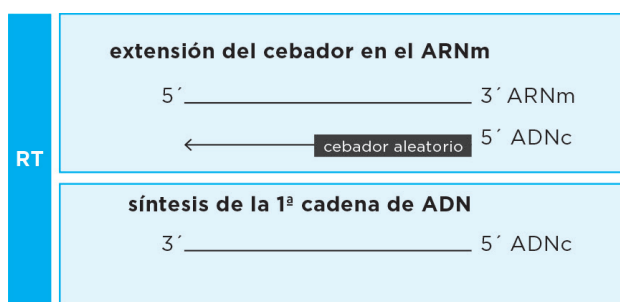 RT
extensión del cebador en el ARNm
5´ 3´ ARNm
cebador aleatorio 5´ ADNc
síntesis de la 1ª cadena de ADN
3´ 5´ ADNc